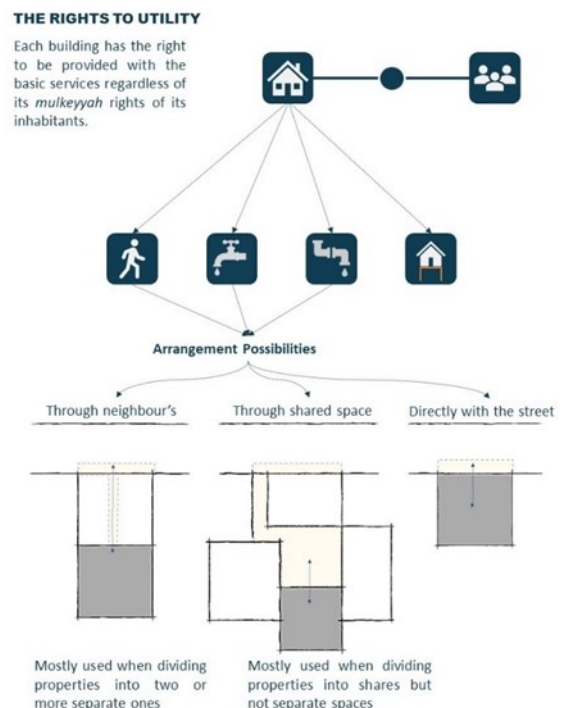 THE RIGHTS TO UTILITY
Each building has the right
to be provided with the
basic services regardless of
its mulkeyyah rights of its
inhabitants.
Arrangement Possibilities
Through neighbour's
Through shared space
Directly with the street
Mostly used when dividing
properties into two or
more separate ones
Mostly used when dividing
properties into shares but
not separate spaces